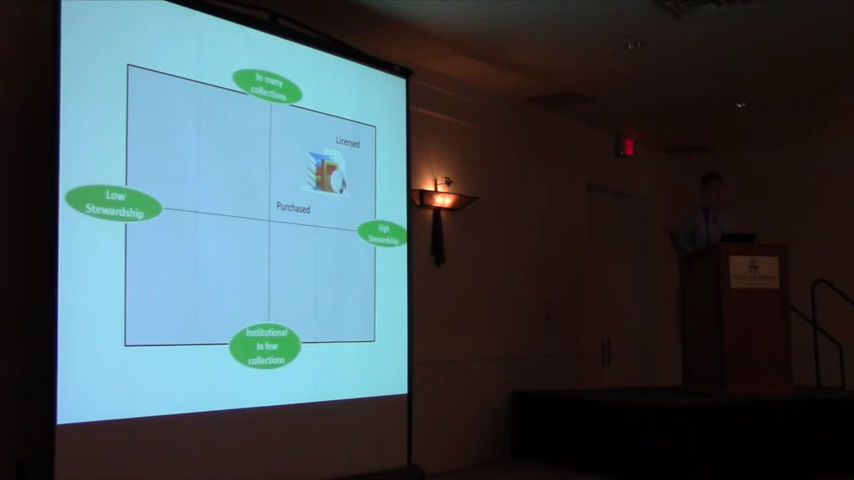 In many
collections
Licensed
Low
Stewardship
Purchased
High
Stewardship
Institutional
In few
collections